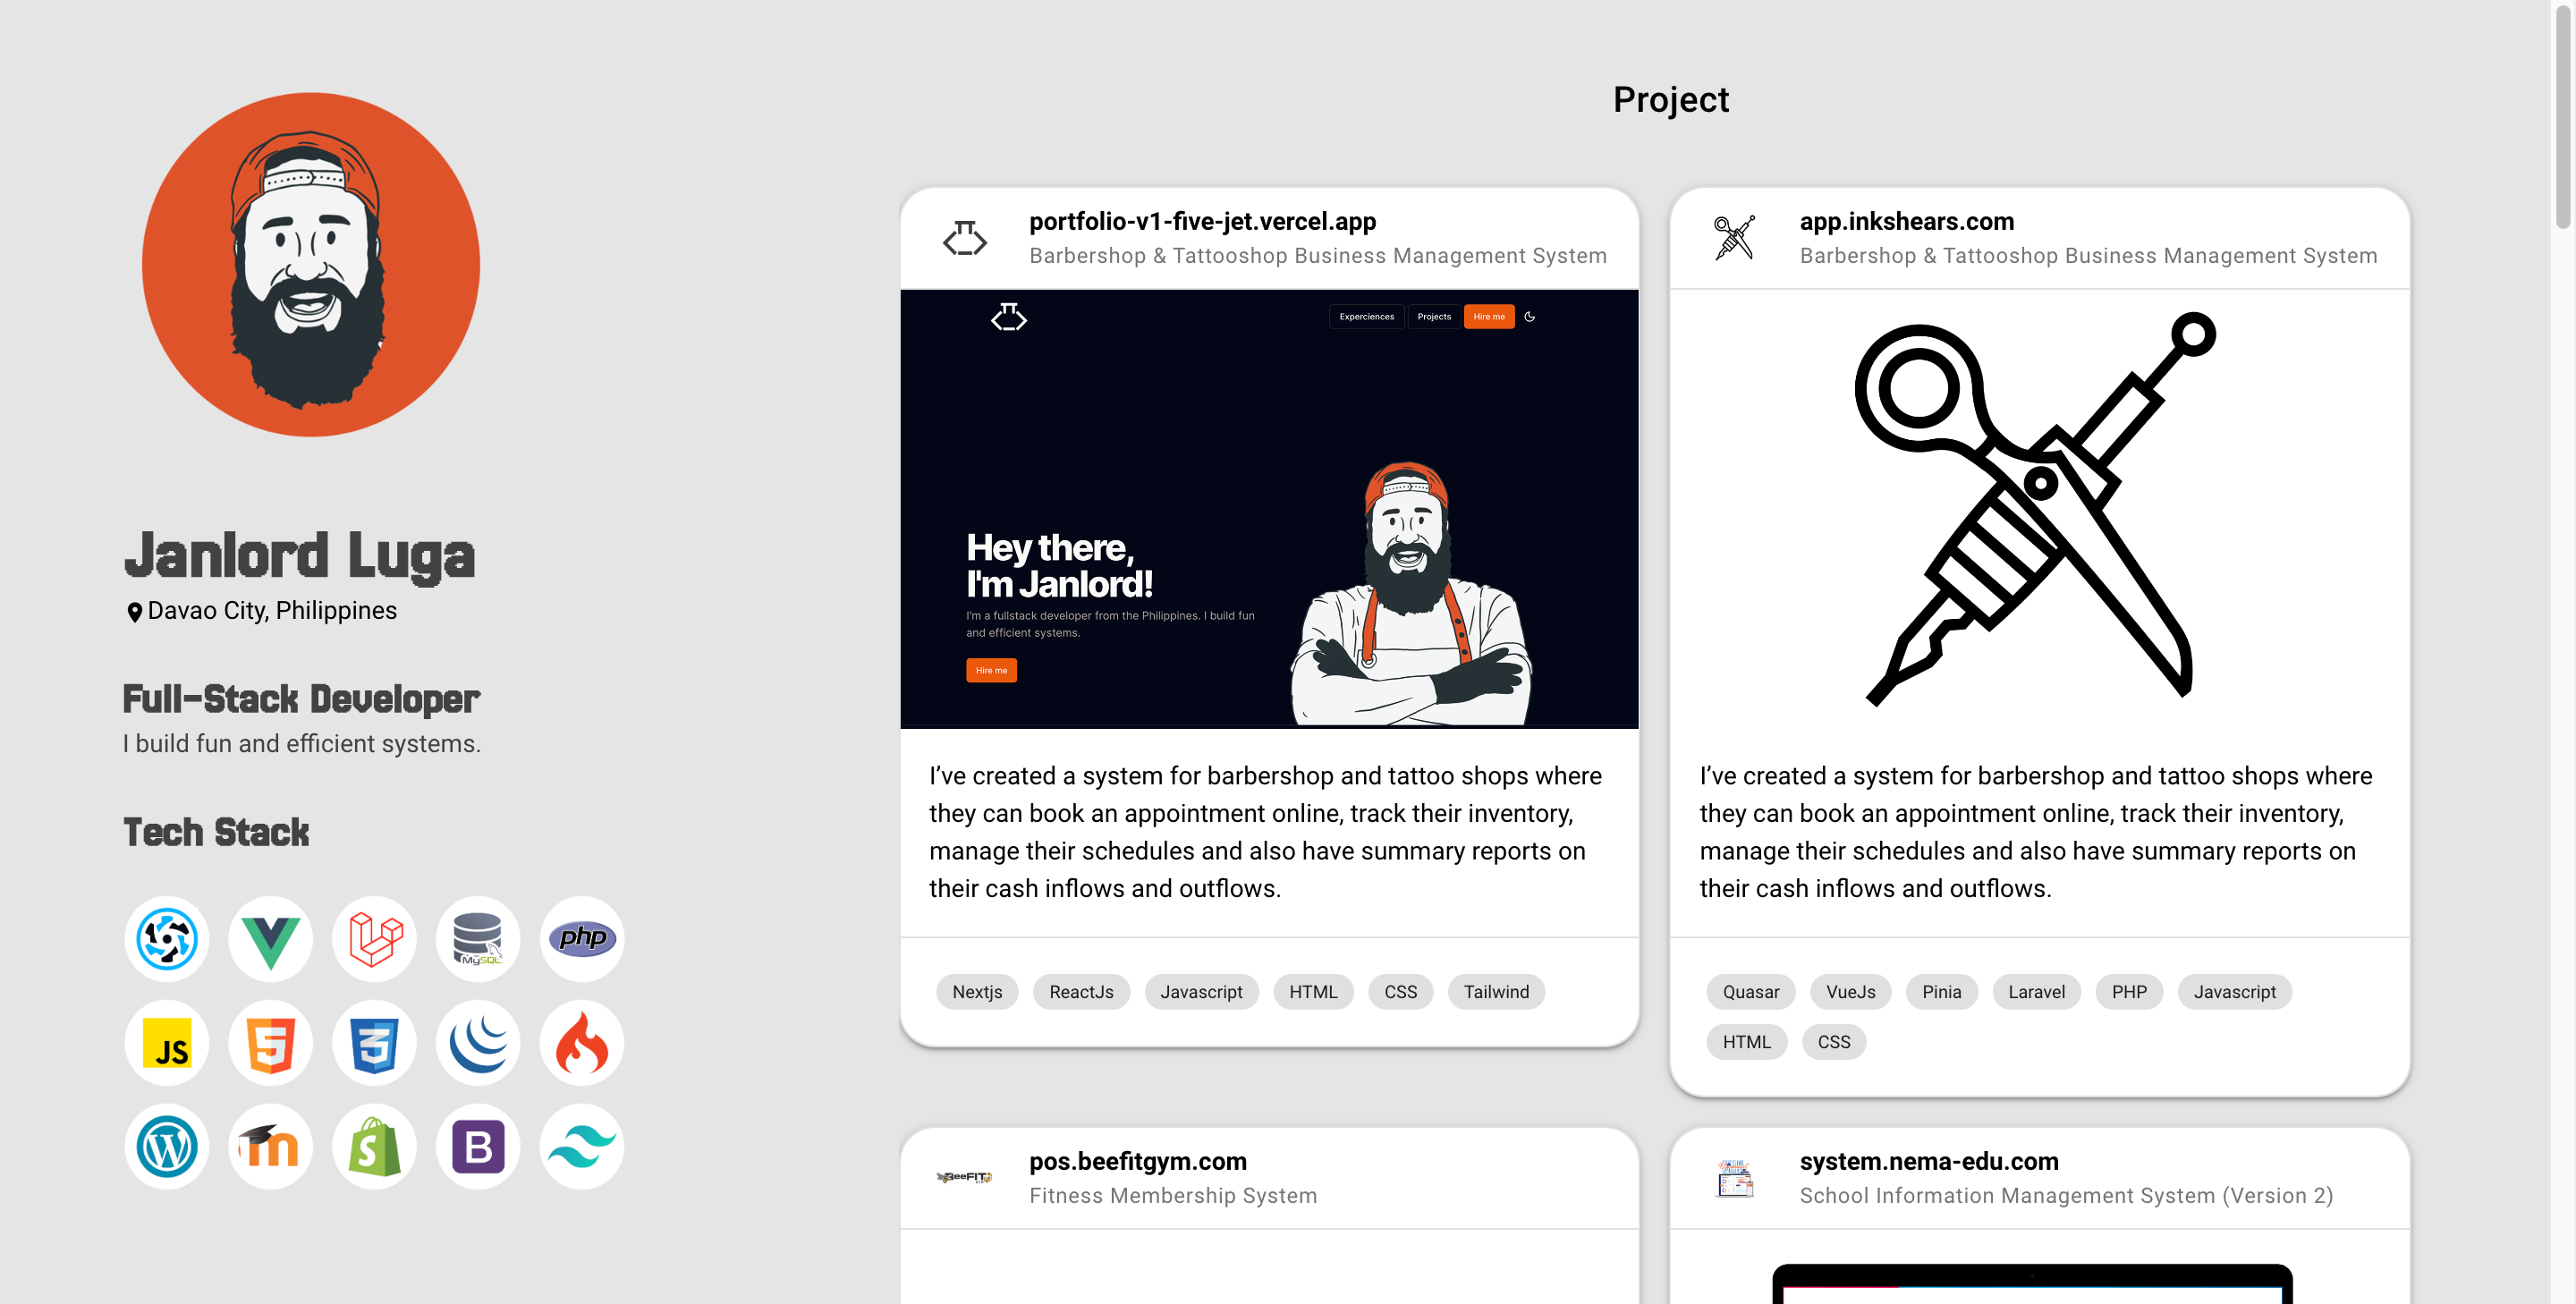 Janlord Luga
Davao City, Philippines
Full-Stack Developer
I build fun and efficient systems.
Tech Stack
MySQL
php
JS
5
3
W
m
S
B
Project
portfolio-v1-five-jet.vercel.app
Barbershop & Tattooshop Business Management System
Experciences Projects Hire me
Hey there,
I'm Janlord!
I'm a fullstack developer from the Philippines. I build fun
and efficient systems.
Hire me
I’ve created a system for barbershop and tattoo shops where
they can book an appointment online, track their inventory,
manage their schedules and also have summary reports on
their cash inflows and outflows.
Nextjs ReactJs Javascript HTML CSS Tailwind
app.inkshears.com
Barbershop & Tattooshop Business Management System
I’ve created a system for barbershop and tattoo shops where
they can book an appointment online, track their inventory,
manage their schedules and also have summary reports on
their cash inflows and outflows.
Quasar VueJs Pinia Laravel PHP Javascript
HTML CSS
BeeFIT
pos.beefitgym.com
Fitness Membership System
system.nema-edu.com
School Information Management System (Version 2)